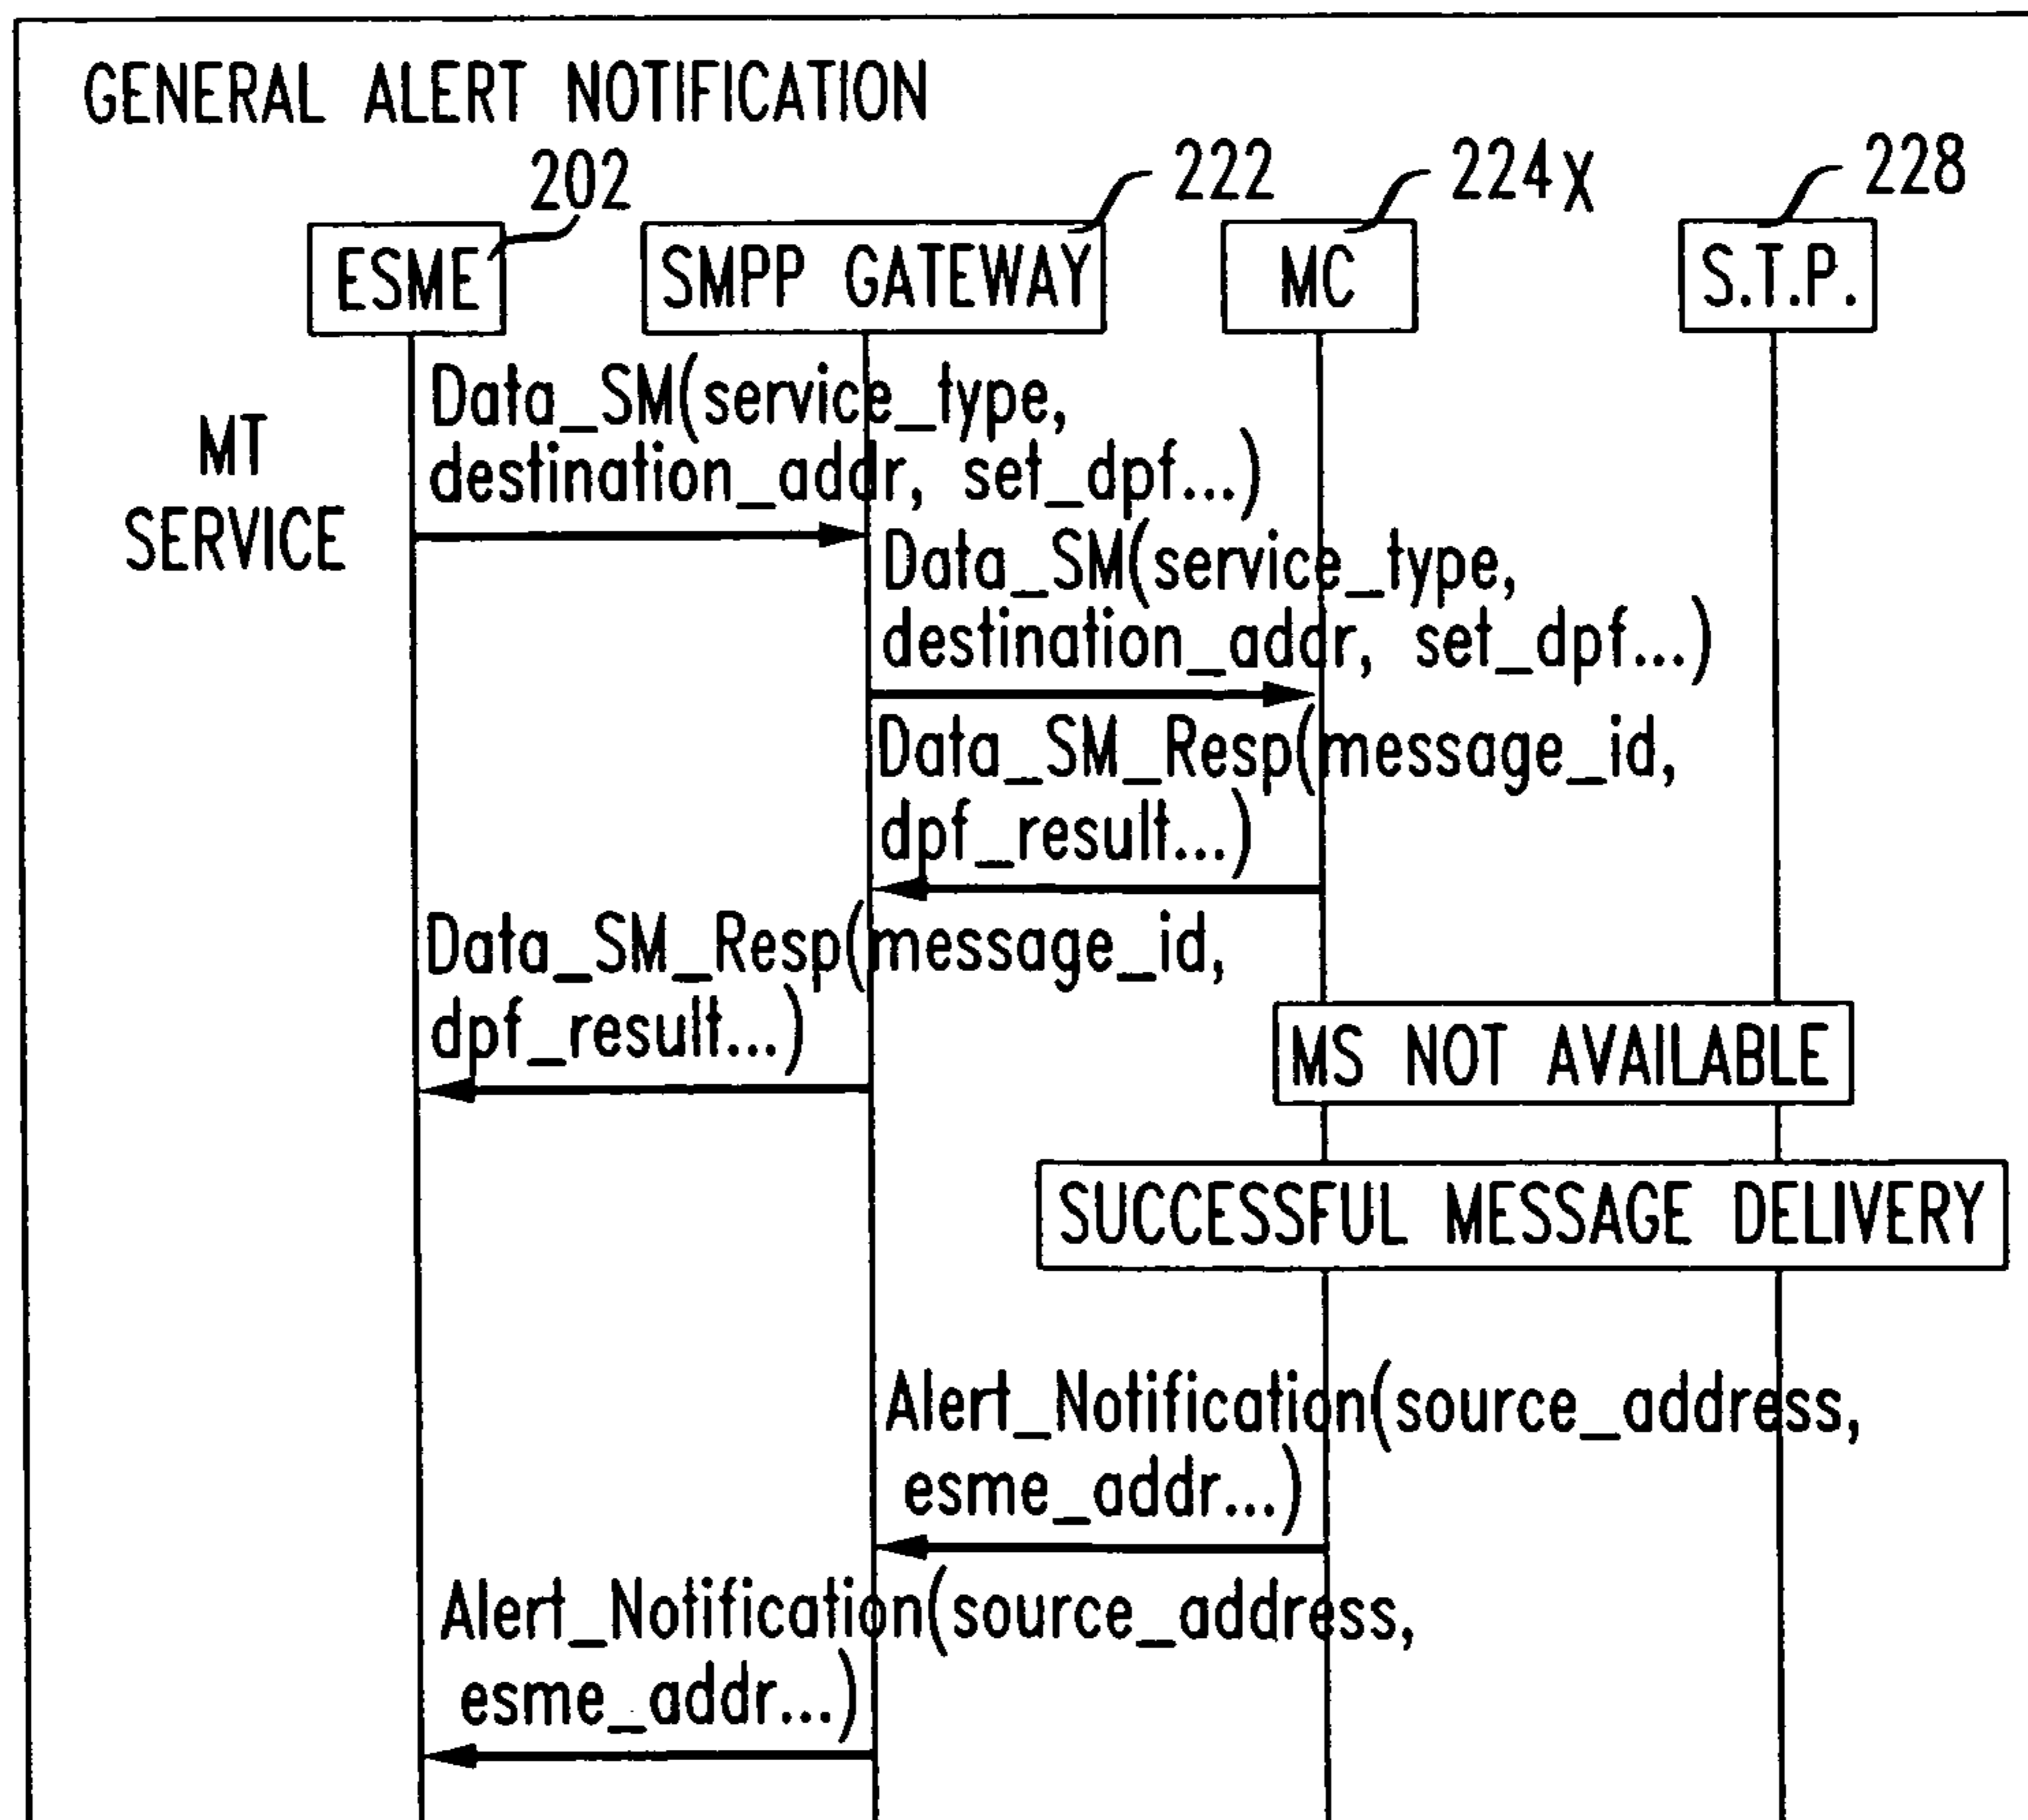 GENERAL ALERT NOTIFICATION
202
222
224X
228
ESME
SMPP GATEWAY
MC
S.T.P.
MT
SERVICE
Data_SM(service_type,
destination_addr, set_dpf...)
Data_SM(service_type,
destination_addr, set_dpf...)
Data_SM_Resp(message_id,
dpf_result...)
Data_SM_Resp(message_id,
dpf_result...)
MS NOT AVAILABLE
SUCCESSFUL MESSAGE DELIVERY
Alert_Notification(source_address,
esme_addr...)
Alert_Notification(source_address,
esme_addr...)